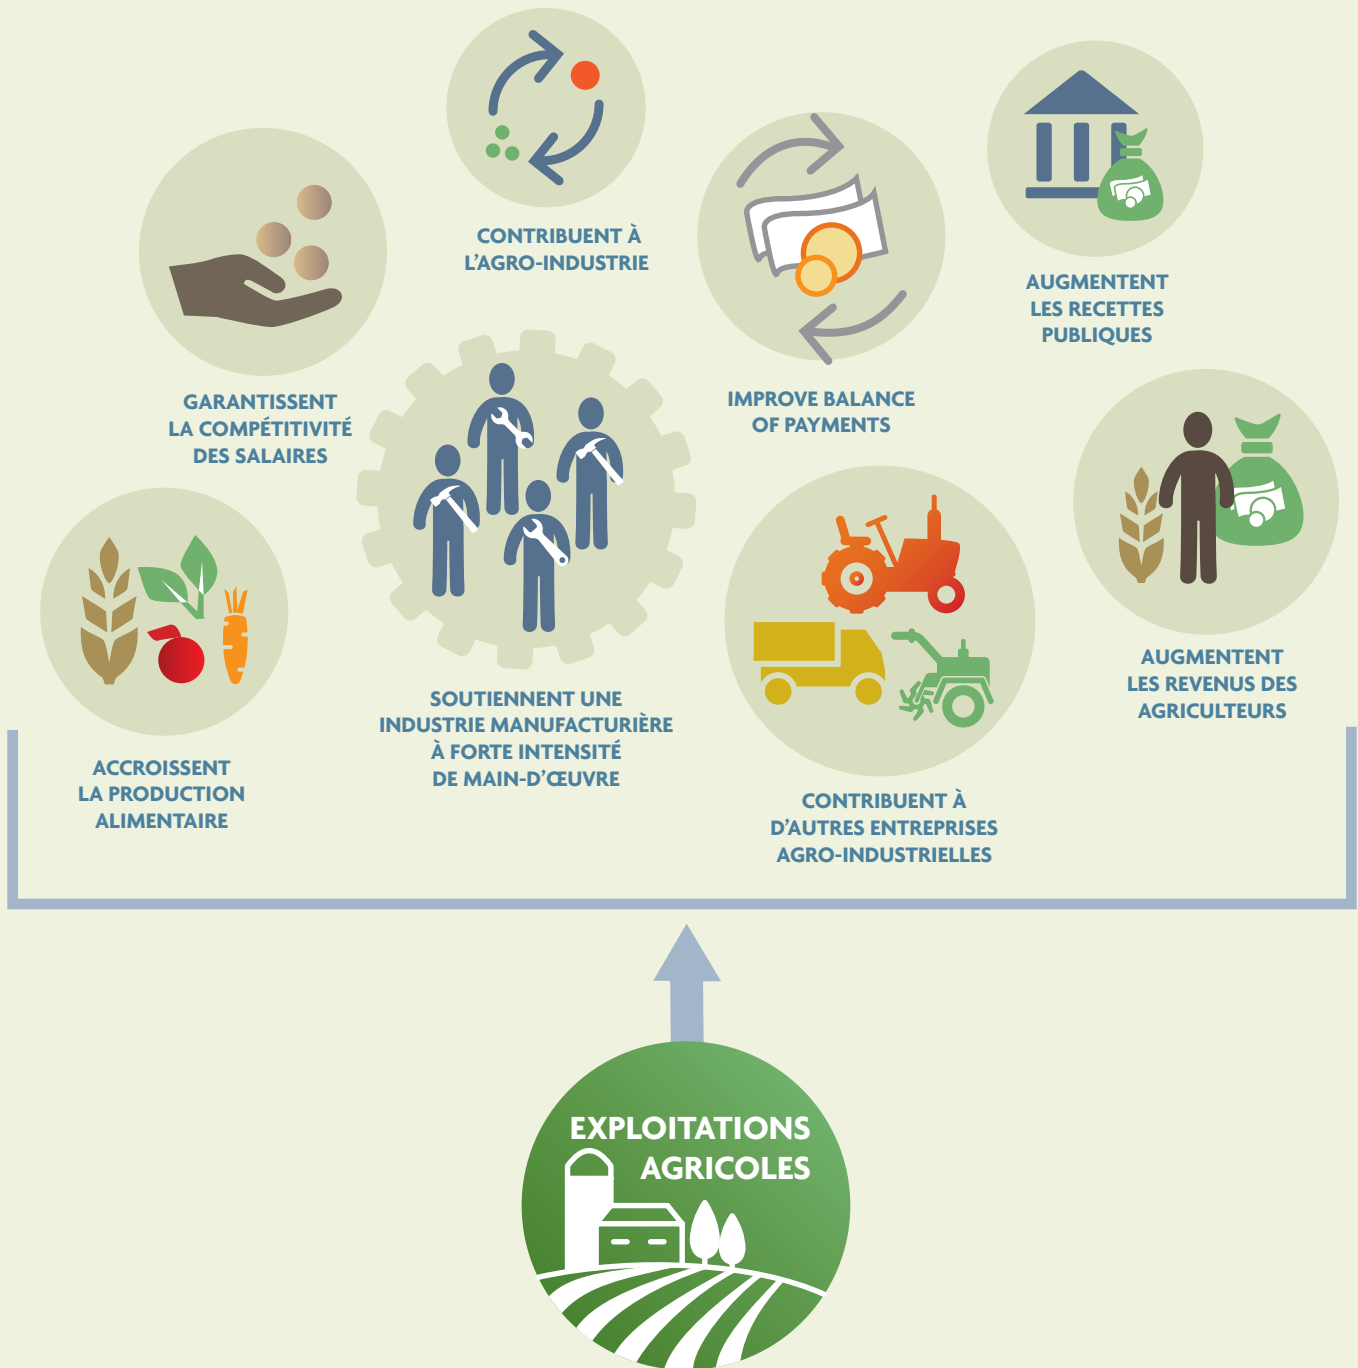 CONTRIBUENT À
L'AGRO-INDUSTRIE
AUGMENTENT
LES RECETTES
PUBLIQUES
GARANTISSENT
LA COMPÉTITIVITÉ
DES SALAIRES
IMPROVE BALANCE
OF PAYMENTS
SOUTIENNENT UNE
INDUSTRIE MANUFACTURIÈRE
À FORTE INTENSITÉ
DE MAIN-D'ŒUVRE
AUGMENTENT
LES REVENUS DES
AGRICULTEURS
ACCROISSENT
LA PRODUCTION
ALIMENTAIRE
CONTRIBUENT À
D'AUTRES ENTREPRISES
AGRO-INDUSTRIELLES
EXPLOITATIONS
AGRICOLES